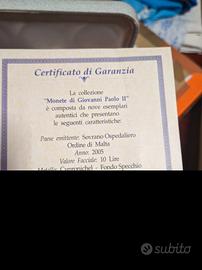 Certificato di Garanzia
La collezione
"Monete di Giovanni Paolo II"
è composta da nove esemplari
autentici che presentano
le seguenti caratteristiche:
Paese emittente: Sovrano Ospedaliero
Ordine di Malta
Anno: 2005
Valore Facciale: 10 Lire
Metallo: Cupronichel - Fondo Specchio
subito